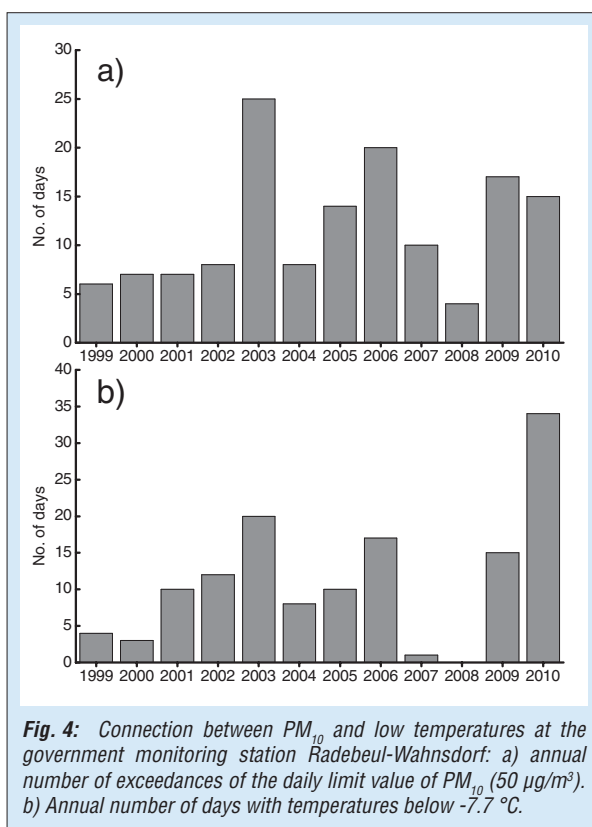 a)
No. of days
30
25
20
15
10
5
0
1999 2000 2001 2002 2003 2004 2005 2006 2007 2008 2009 2010
b)
No. of days
40
35
30
25
20
15
10
5
0
1999 2000 2001 2002 2003 2004 2005 2006 2007 2008 2009 2010
Fig. 4: Connection between PM10 and low temperatures at the
government monitoring station Radebeul-Wahnsdorf: a) annual
number of exceedances of the daily limit value of PM10 (50 µg/m³).
b) Annual number of days with temperatures below -7.7 °C.